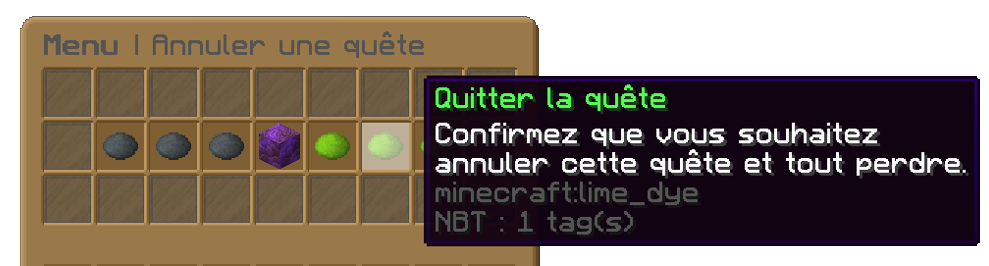 Menu | Annuler une quête
Quitter la quête
Confirmez que vous souhaitez
annuler cette quête et tout perdre.
minecraft:lime_dye
NBT : 1 tag(s)